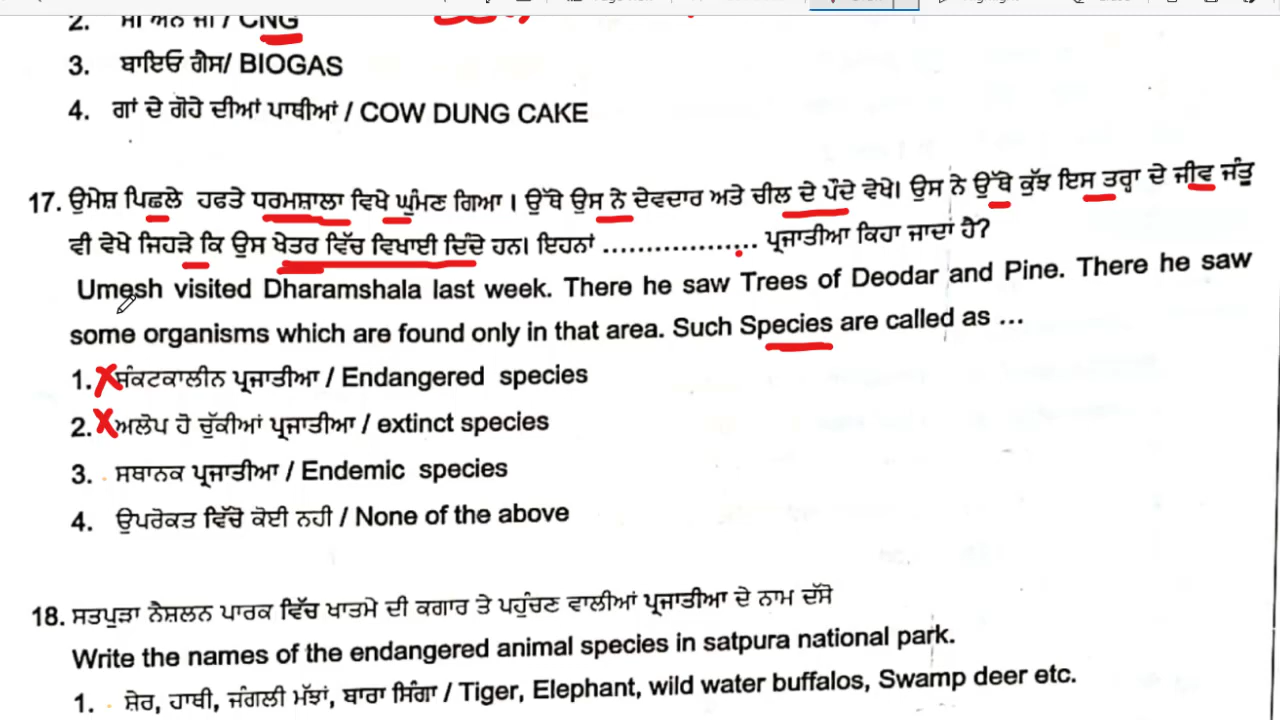 2. ਸੀ ਐਨ ਜੀ / CNG
3. ਬਾਇਓ ਗੈਸ/ BIOGAS
4. ਗਾਂ ਦੇ ਗੋਹੇ ਦੀਆਂ ਪਾਥੀਆਂ / COW DUNG CAKE
17. ਉਮੇਸ਼ ਪਿਛਲੇ ਹਫਤੇ ਧਰਮਸ਼ਾਲਾ ਵਿਖੇ ਘੁੰਮਣ ਗਿਆ। ਉੱਥੇ ਉਸ ਨੇ ਦੇਵਦਾਰ ਅਤੇ ਚੀਲ ਦੇ ਪੌਦੇ ਵੇਖੇ। ਉਸ ਨੇ ਉੱਥੇ ਕੁੱਝ ਇਸ ਤਰ੍ਹਾ ਦੇ ਜੀਵ ਜੰਤੂ
ਵੀ ਵੇਖੇ ਜਿਹੜੇ ਕਿ ਉਸ ਖੇਤਰ ਵਿੱਚ ਵਿਖਾਈ ਦਿੰਦੇ ਹਨ। ਇਹਨਾਂ .................... ਪ੍ਰਜਾਤੀਆ ਕਿਹਾ ਜਾਦਾਂ ਹੈ?
Umesh visited Dharamshala last week. There he saw Trees of Deodar and Pine. There he saw
some organisms which are found only in that area. Such Species are called as ...
1. ਸੰਕਟਕਾਲੀਨ ਪ੍ਰਜਾਤੀਆ / Endangered species
2. ਅਲੋਪ ਹੋ ਚੁੱਕੀਆਂ ਪ੍ਰਜਾਤੀਆ / extinct species
3. ਸਥਾਨਕ ਪ੍ਰਜਾਤੀਆ / Endemic species
4. ਉਪਰੋਕਤ ਵਿੱਚੋ ਕੋਈ ਨਹੀ / None of the above
18. ਸਤਪੁੜਾ ਨੈਸ਼ਲਨ ਪਾਰਕ ਵਿੱਚ ਖਾਤਮੇ ਦੀ ਕਗਾਰ ਤੇ ਪਹੁੰਚਣ ਵਾਲੀਆਂ ਪ੍ਰਜਾਤੀਆ ਦੇ ਨਾਮ ਦੱਸੋ
Write the names of the endangered animal species in satpura national park.
1. ਸ਼ੇਰ, ਹਾਥੀ, ਜੰਗਲੀ ਮੱਝਾਂ, ਬਾਰਾ ਸਿੰਗਾ / Tiger, Elephant, wild water buffalos, Swamp deer etc.